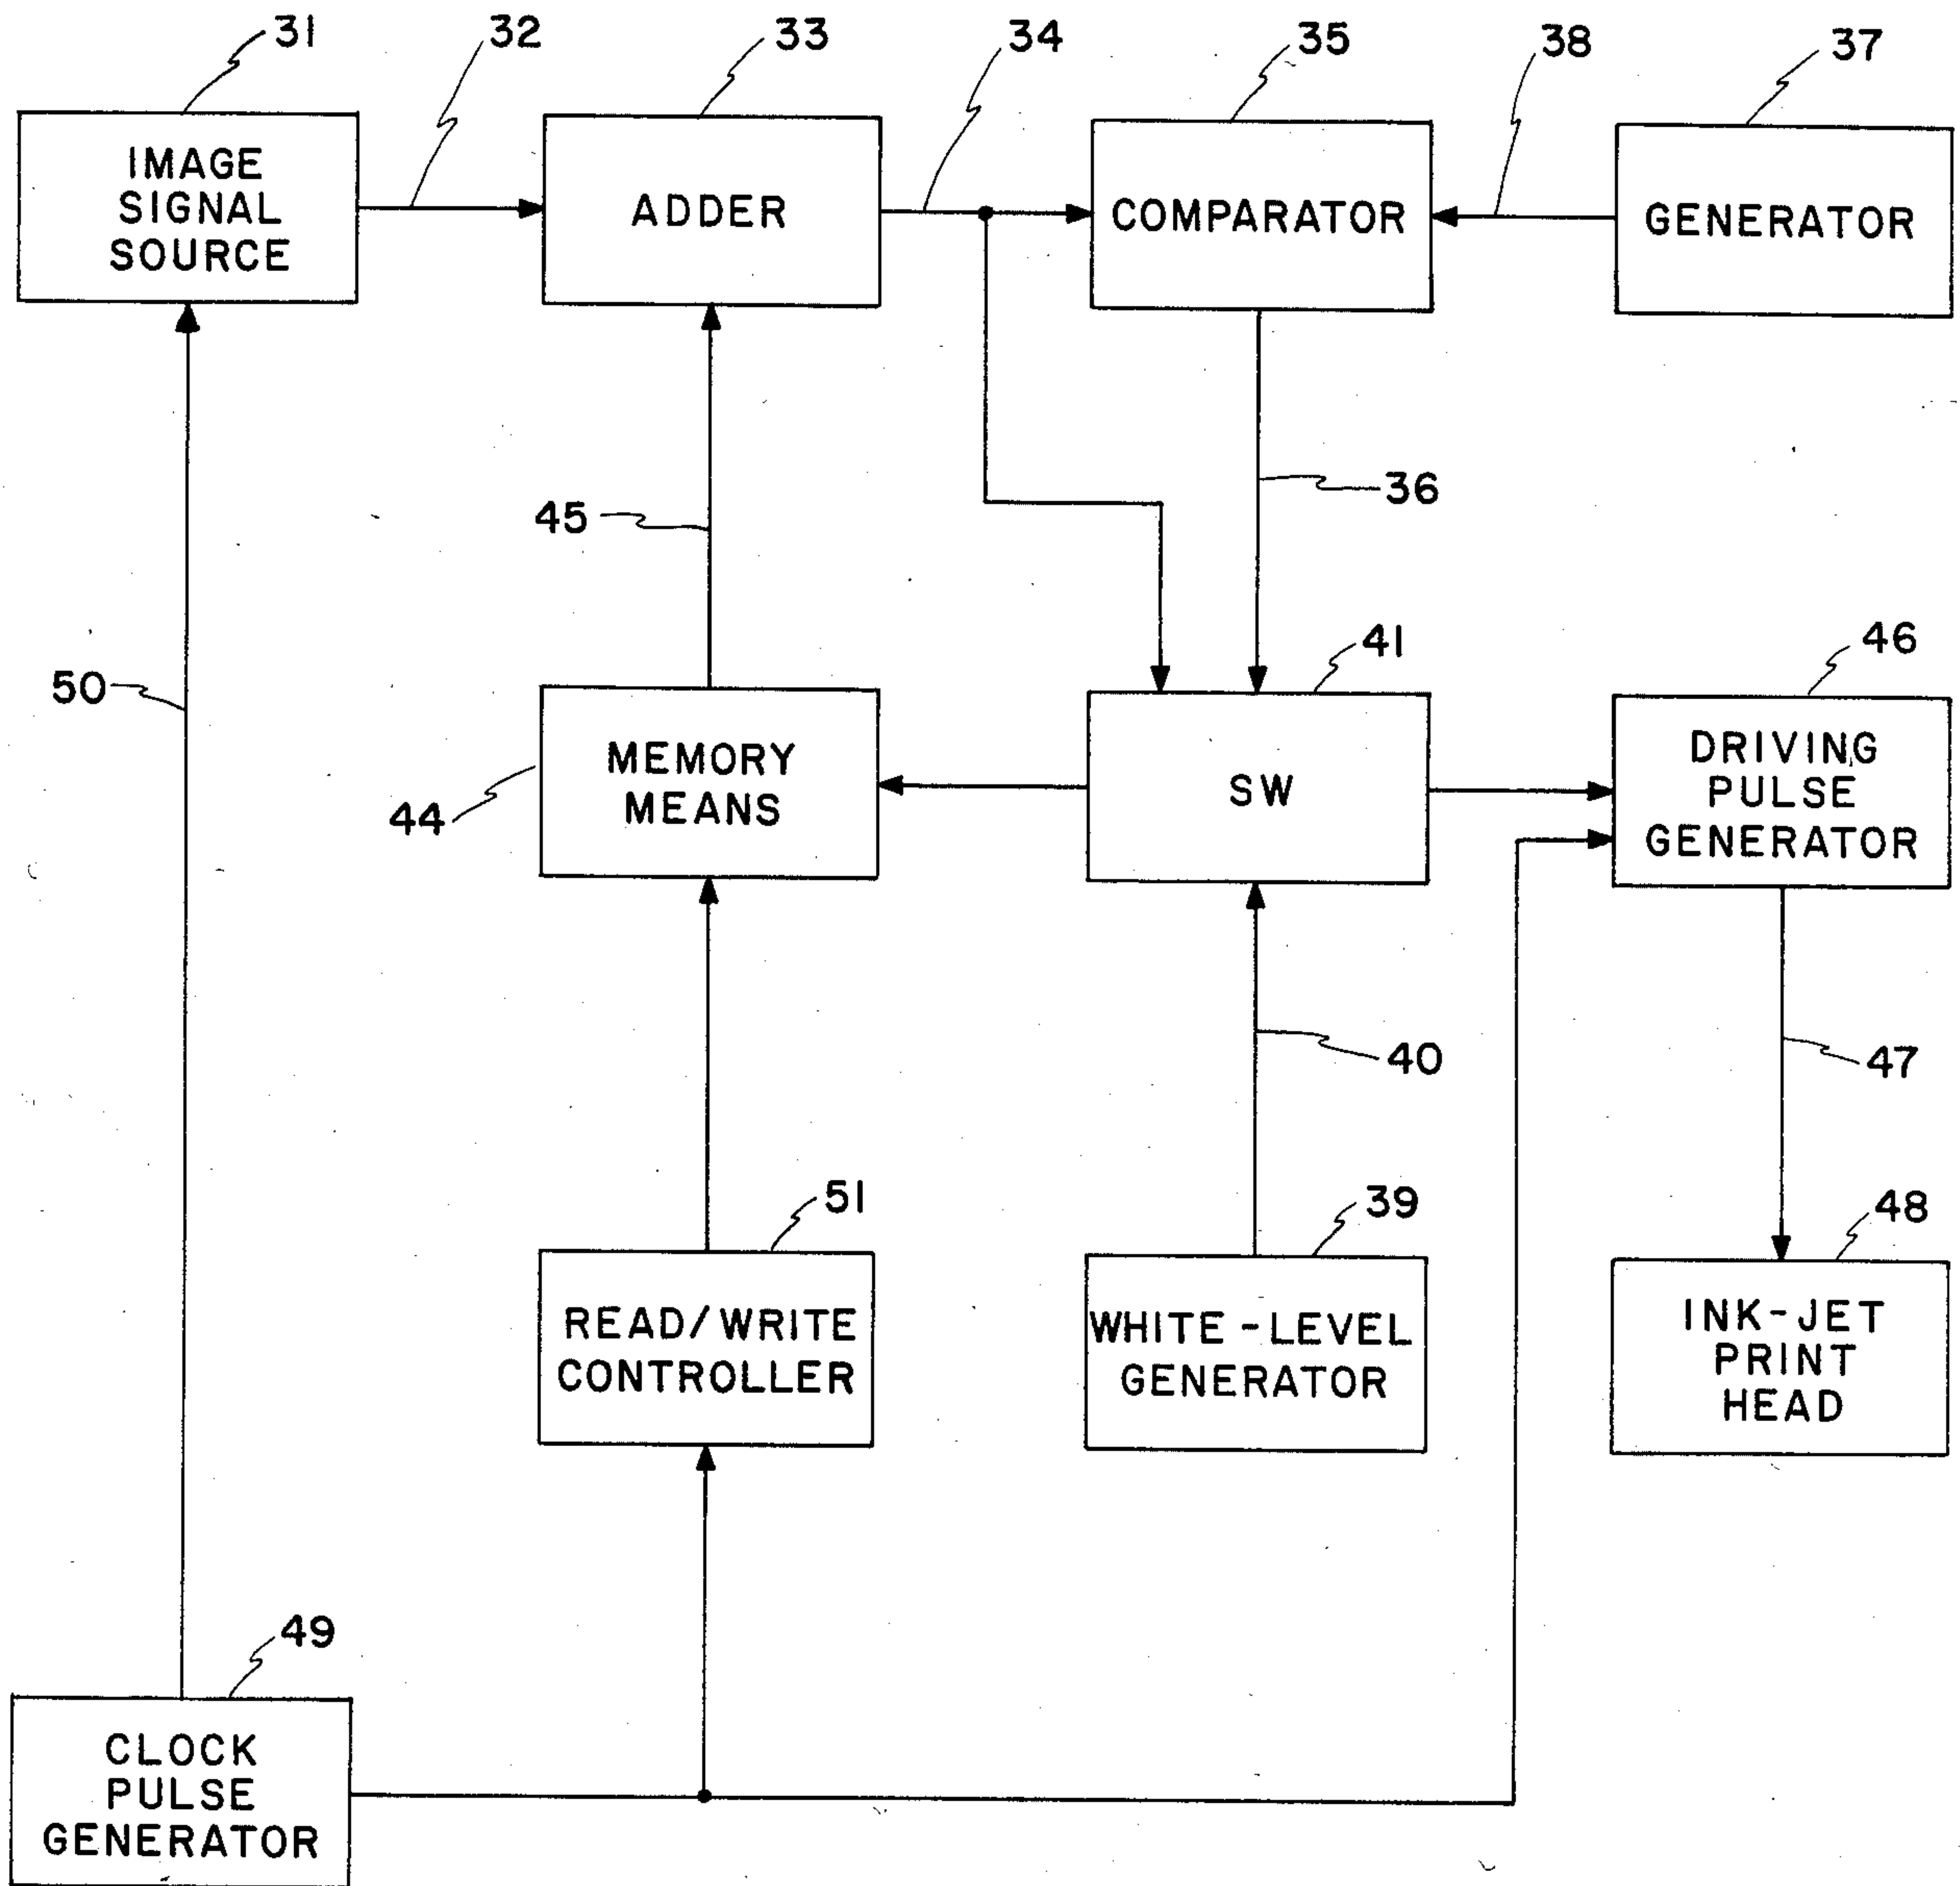 31
32
33
34
35
38
37
IMAGE
SIGNAL
SOURCE
ADDER
COMPARATOR
GENERATOR
45
36
50
41
46
44
MEMORY
MEANS
SW
DRIVING
PULSE
GENERATOR
40
47
51
39
48
READ/WRITE
CONTROLLER
WHITE-LEVEL
GENERATOR
INK-JET
PRINT
HEAD
49
CLOCK
PULSE
GENERATOR